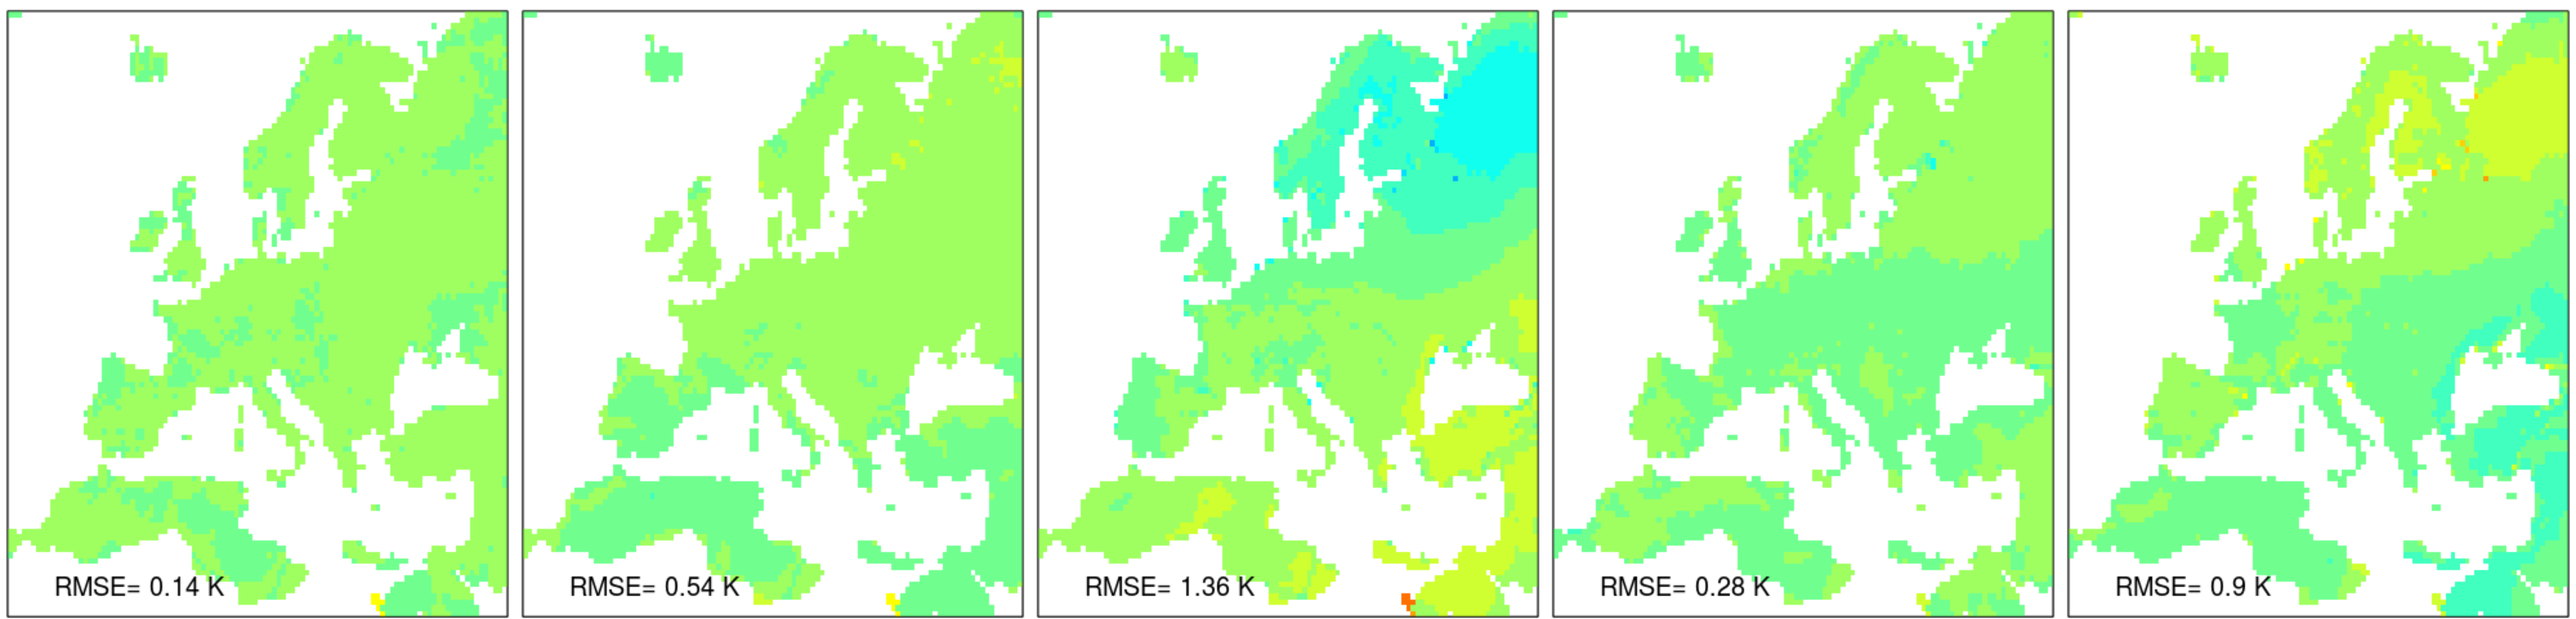 RMSE= 0.14 K
RMSE= 0.54 K
RMSE= 1.36 K
RMSE= 0.28 K
RMSE= 0.9 K